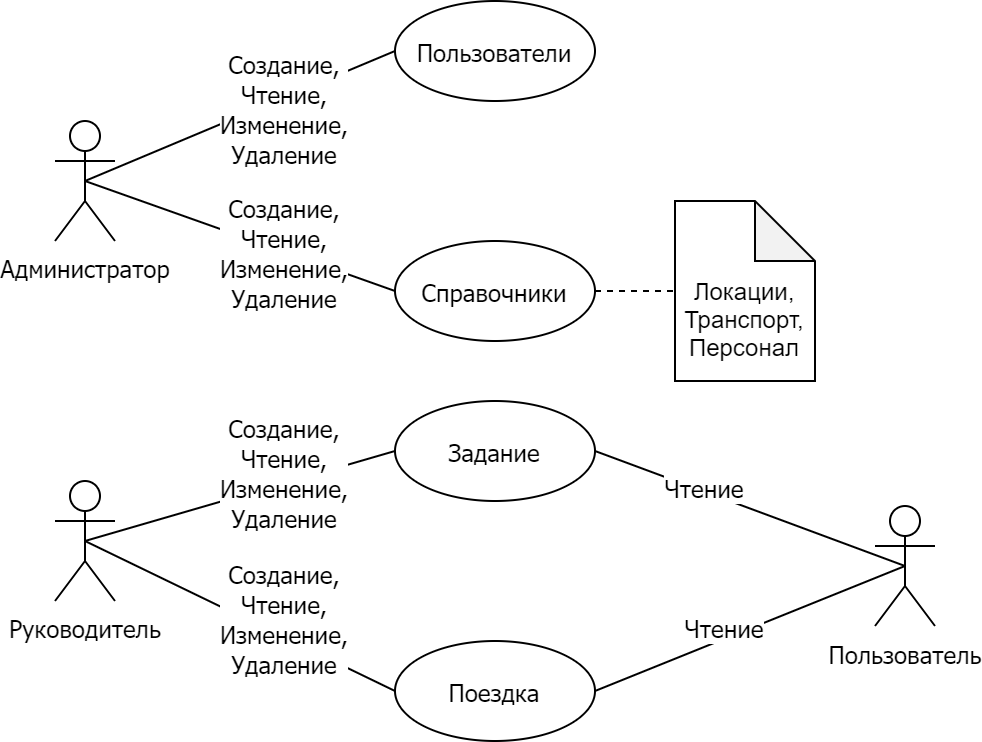 Пользователи
Создание,
Чтение,
Изменение,
Удаление
Администратор
Создание,
Чтение,
Изменение,
Удаление
Справочники
Локации,
Транспорт,
Персонал
Создание,
Чтение,
Изменение,
Удаление
Задание
Чтение
Руководитель
Создание,
Чтение,
Изменение,
Удаление
Поездка
Чтение
Пользователь